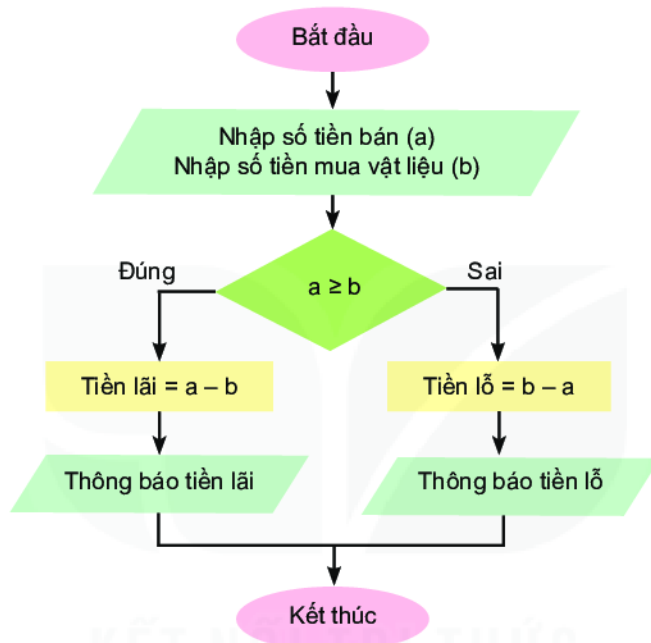 Bắt đầu
Nhập số tiền bán (a)
Nhập số tiền mua vật liệu (b)
Đúng
Sai
a ≥ b
Tiền lãi = a – b
Tiền lỗ = b – a
Thông báo tiền lãi
Thông báo tiền lỗ
Kết thúc